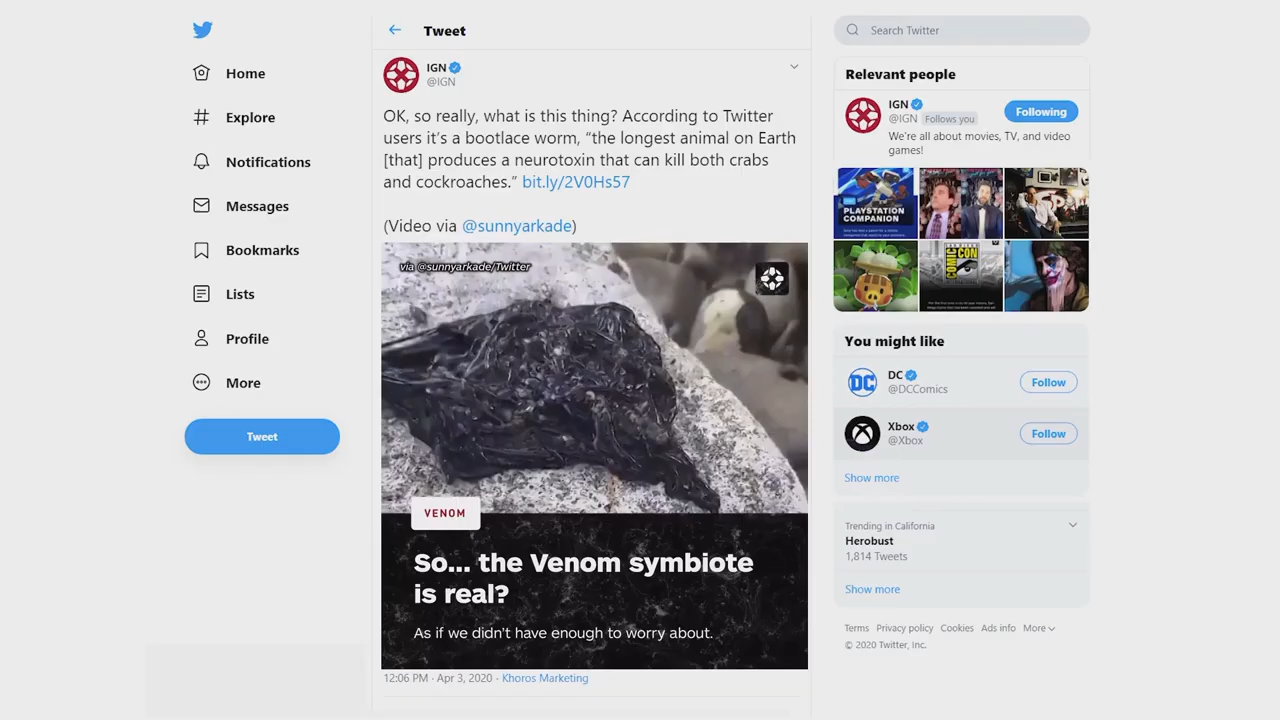 Home
Explore
Notifications
Messages
Bookmarks
Lists
Profile
More
Tweet
Tweet
IGN
@IGN
OK, so really, what is this thing? According to Twitter
users it’s a bootlace worm, “the longest animal on Earth
[that] produces a neurotoxin that can kill both crabs
and cockroaches.” bit.ly/2V0Hs57
(Video via @sunnyarkade)
via @sunnyarkade/Twitter
VENOM
So... the Venom symbiote
is real?
As if we didn’t have enough to worry about.
12:06 PM · Apr 3, 2020 · Khoros Marketing
Search Twitter
Relevant people
IGN
@IGN Follows you
Following
We’re all about movies, TV, and video
games!
PLAYSTATION
COMPANION
COMIC
CON
You might like
DC
@DCComics
Follow
DC
Xbox
@Xbox
Follow
Show more
Trending in California
Herobust
1,814 Tweets
Show more
Terms Privacy policy Cookies Ads info More
© 2020 Twitter, Inc.